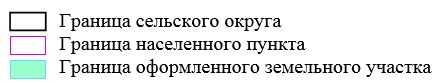 Граница сельского округа
Граница населенного пункта
Граница оформленного земельного участка